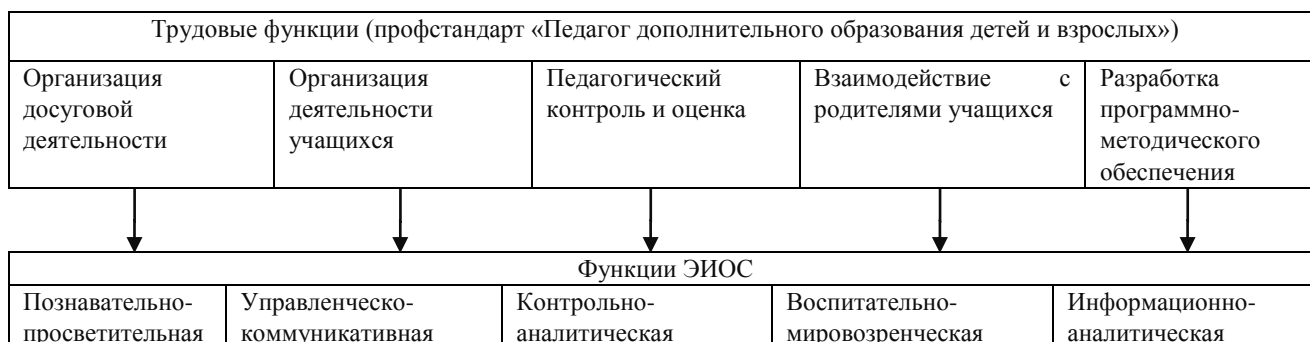 Трудовые функции (профстандарт «Педагог дополнительного образования детей и взрослых»)
Организация
досуговой
деятельности
Организация
деятельности
учащихся
Педагогический
контроль и оценка
Взаимодействие с
родителями учащихся
Разработка
программно-
методического
обеспечения
Функции ЭИОС
Познавательно-
просветительная
Управленческо-
коммуникативная
Контрольно-
аналитическая
Воспитательно-
мировозренческая
Информационно-
аналитическая